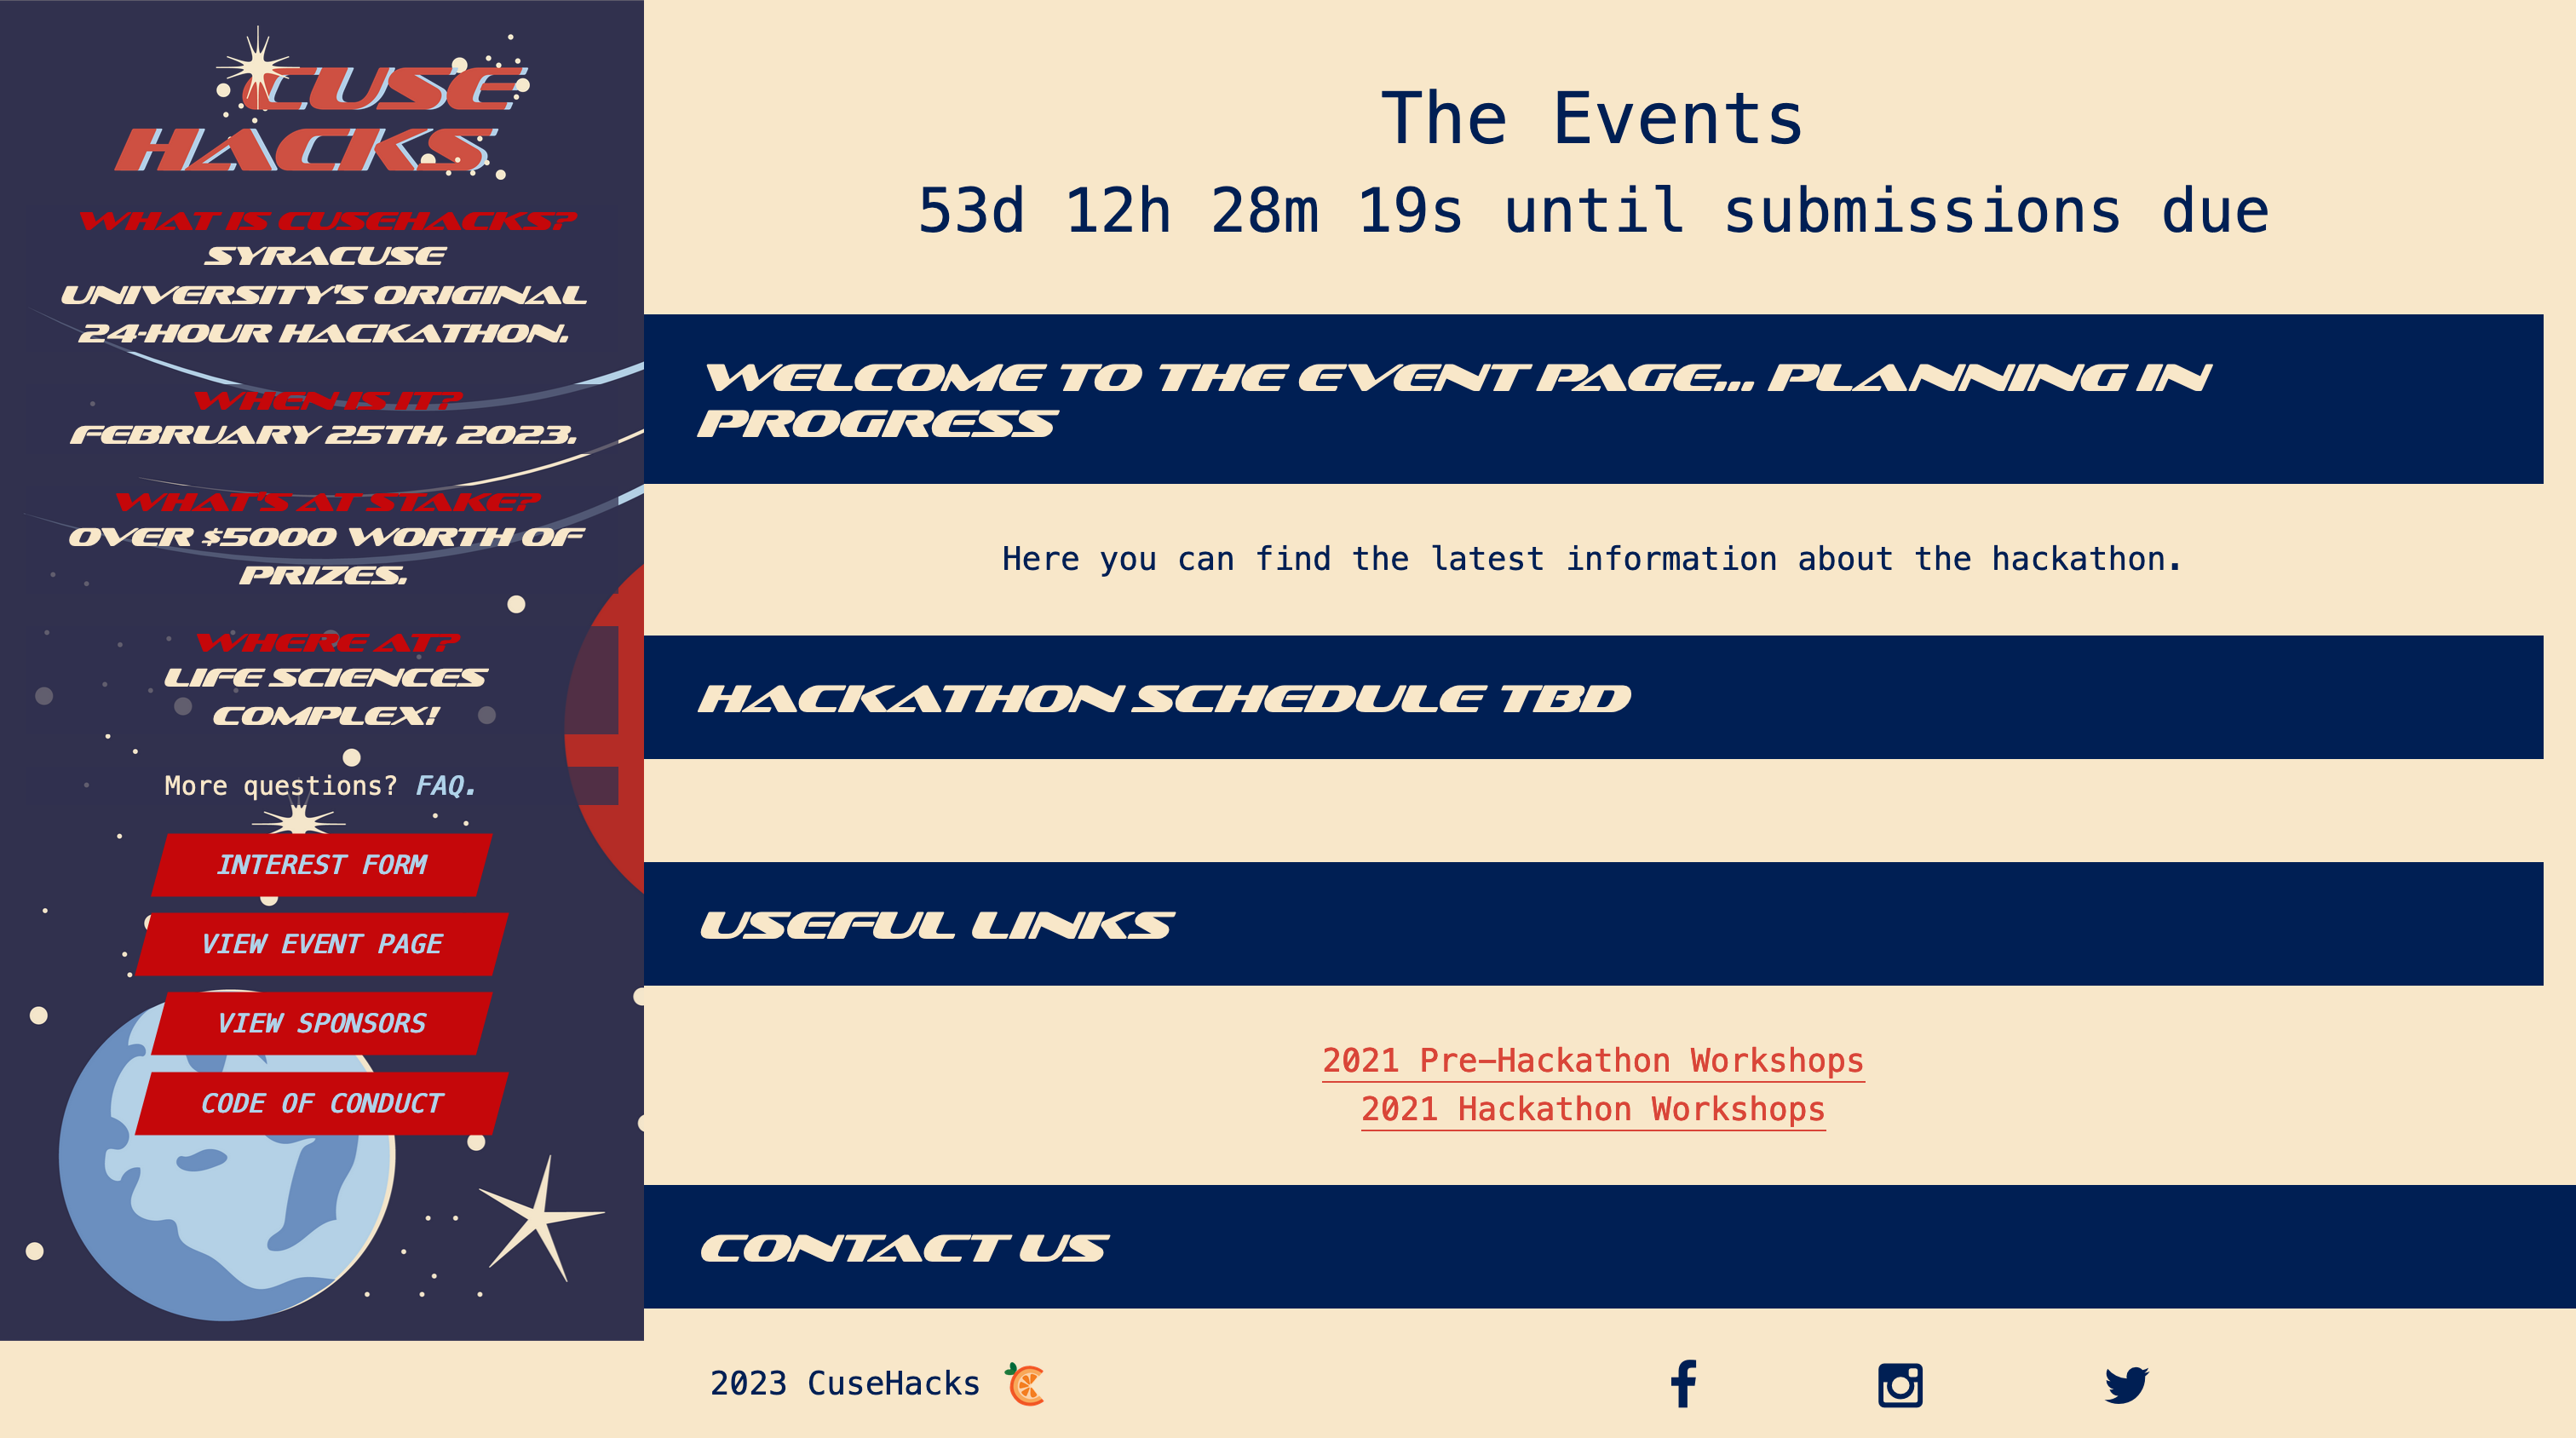 CUSE
HACKS
WHAT IS CUSEHACKS?
SYRACUSE
UNIVERSITY'S ORIGINAL
24-HOUR HACKATHON.
WHEN IS IT?
FEBRUARY 25TH, 2023.
WHAT'S AT STAKE?
OVER $5000 WORTH OF
PRIZES.
WHERE AT?
LIFE SCIENCES
COMPLEX!
More questions? FAQ.
INTEREST FORM
VIEW EVENT PAGE
VIEW SPONSORS
CODE OF CONDUCT
The Events
53d 12h 28m 19s until submissions due
WELCOME TO THE EVENT PAGE... PLANNING IN
PROGRESS
Here you can find the latest information about the hackathon.
HACKATHON SCHEDULE TBD
USEFUL LINKS
2021 Pre-Hackathon Workshops
2021 Hackathon Workshops
CONTACT US
2023 CuseHacks